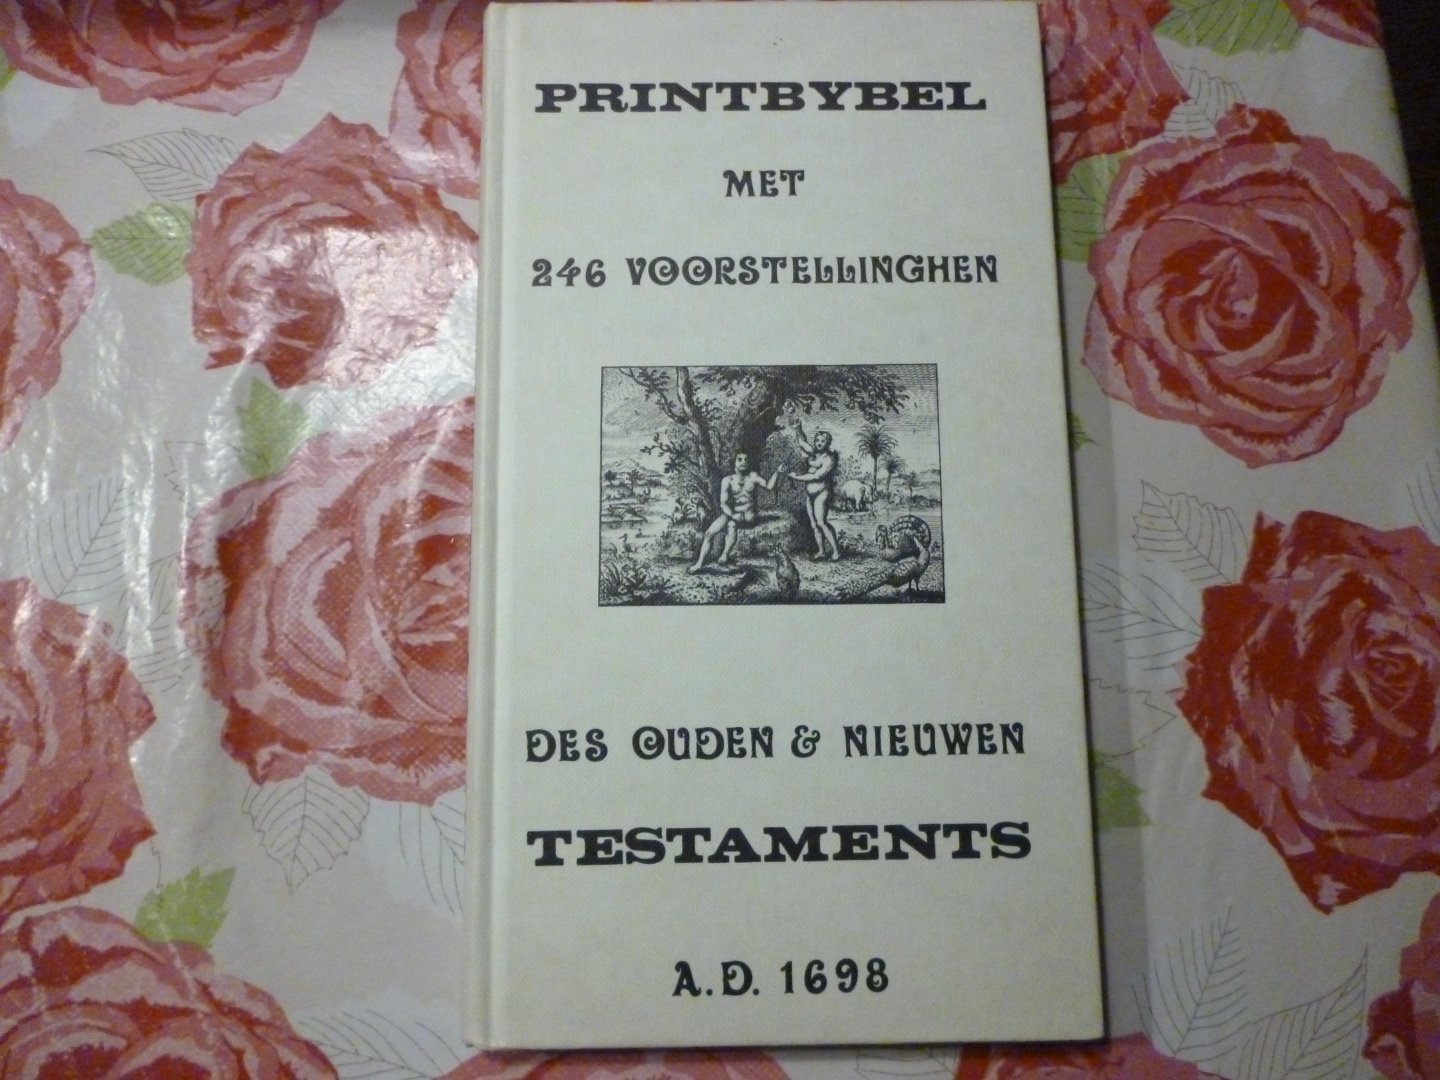 PRINTBYBEL
MET
246 VOORSTELLINGHEN
DES OUDEN & NIEUWEN
TESTAMENTS
A.D. 1698